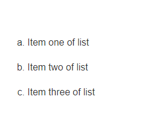 a. Item one of list
b. Item two of list
c. Item three of list